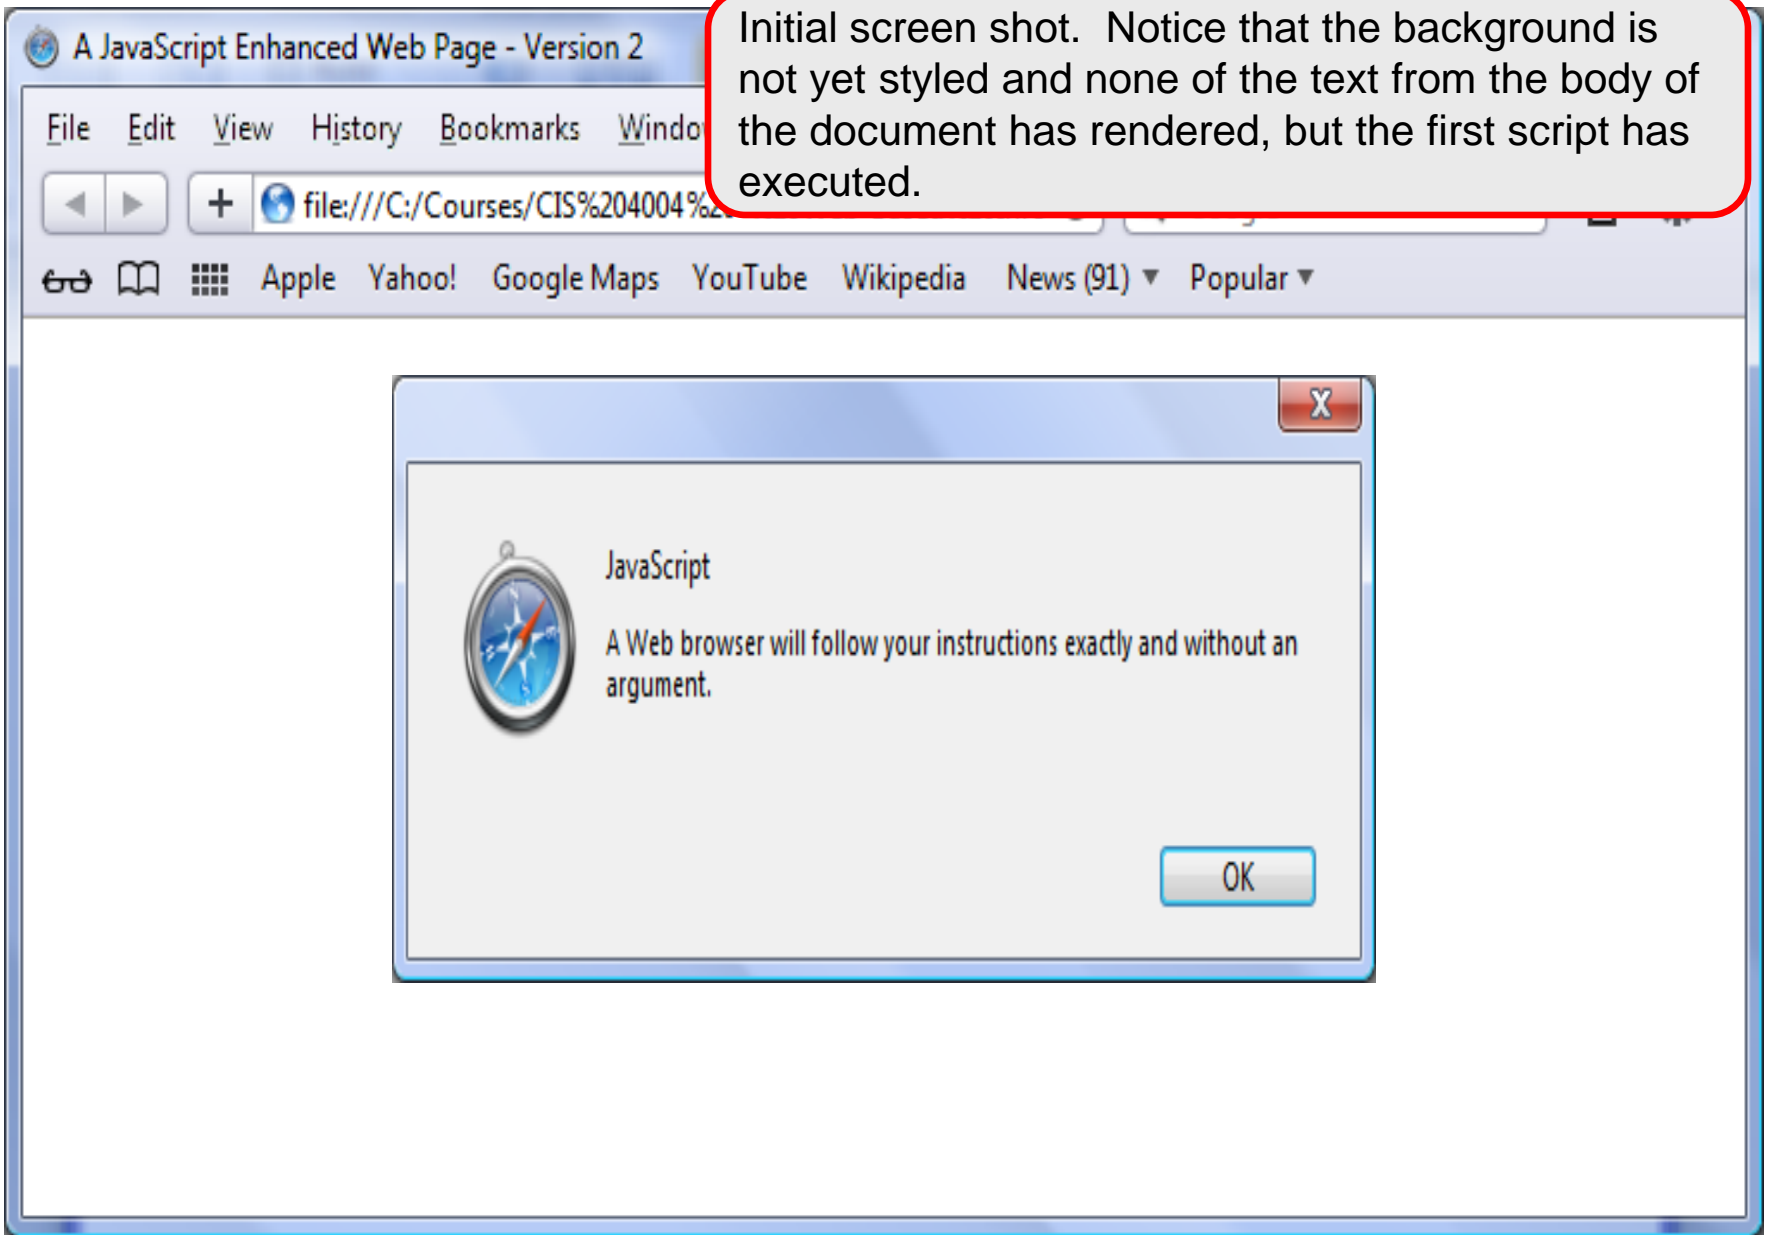 A JavaScript Enhanced Web Page - Version 2
Initial screen shot.  Notice that the background is
not yet styled and none of the text from the body of
the document has rendered, but the first script has
executed.
File Edit View History Bookmarks
file:///C:/Courses/CIS%204004
Apple Yahoo! Google Maps YouTube Wikipedia News (91) ▼ Popular ▼
X
JavaScript
A Web browser will follow your instructions exactly and without an
argument.
OK